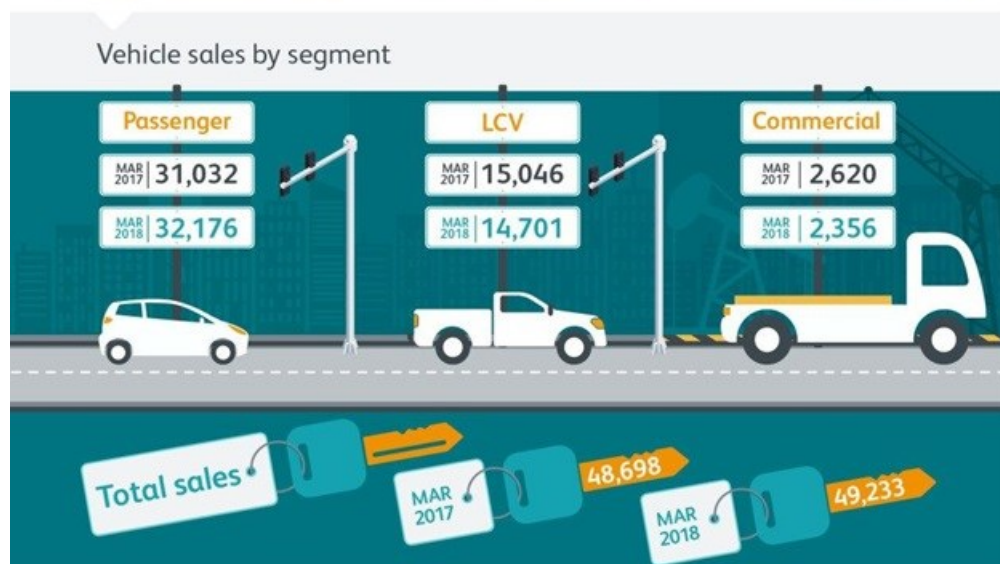 Vehicle sales by segment
Passenger
MAR 2017 31,032
MAR 2018 32,176
LCV
MAR 2017 15,046
MAR 2018 14,701
Commercial
MAR 2017 2,620
MAR 2018 2,356
Total sales
MAR
2017
48,698
MAR
2018
49,233